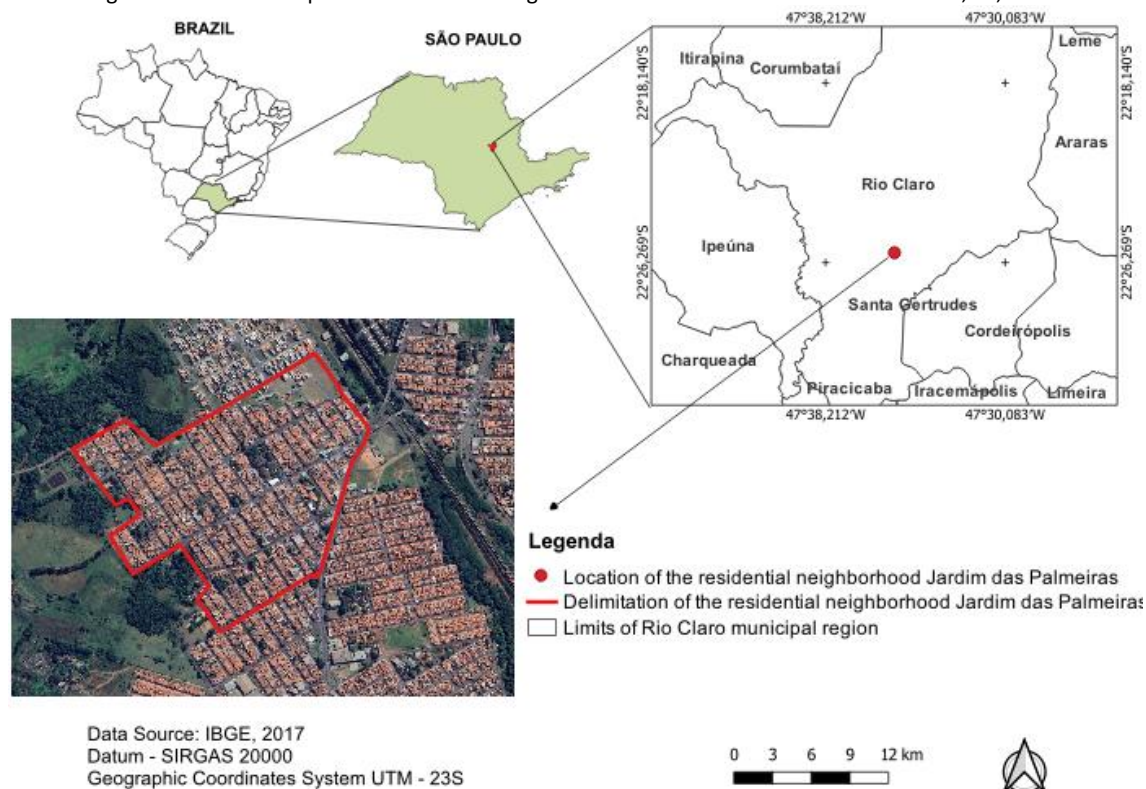 BRAZIL
SÃO PAULO
47°38,212'W 47°30,083'W
22°18,140'S
22°26,269'S
Itirapina
Corumbataí
Leme
Araras
Rio Claro
Ipeúna
Santa Gertrudes
Cordeirópolis
Charqueada
Piracicaba
Iracemápolis
Limeira
22°18,140'S
22°26,269'S
47°38,212'W 47°30,083'W
Legenda
Location of the residential neighborhood Jardim das Palmeiras
Delimitation of the residential neighborhood Jardim das Palmeiras
Limits of Rio Claro municipal region
Data Source: IBGE, 2017
Datum - SIRGAS 20000
Geographic Coordinates System UTM - 23S
0 3 6 9 12 km